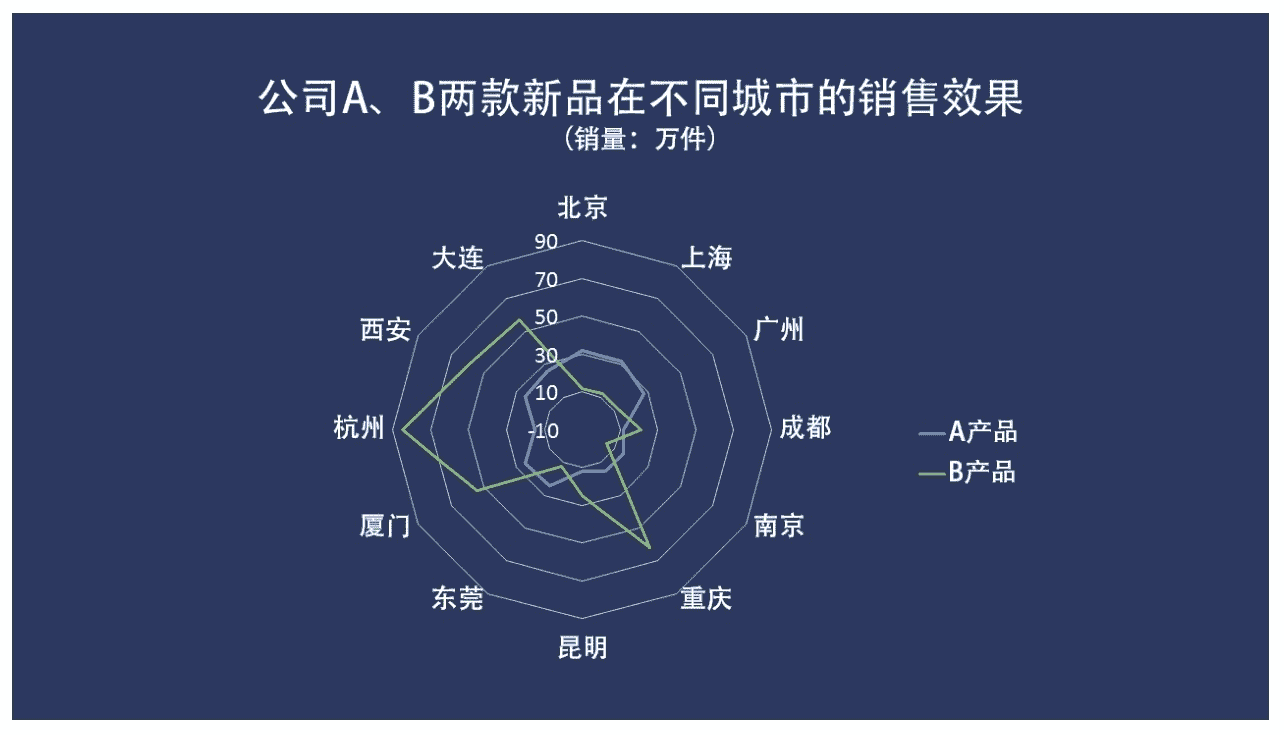 公司A、B两款新品在不同城市的销售效果
（销量：万件）
北京
90
大连
上海
70
50
西安
广州
30
10
杭州
-10
成都
A产品
B产品
厦门
南京
东莞
重庆
昆明